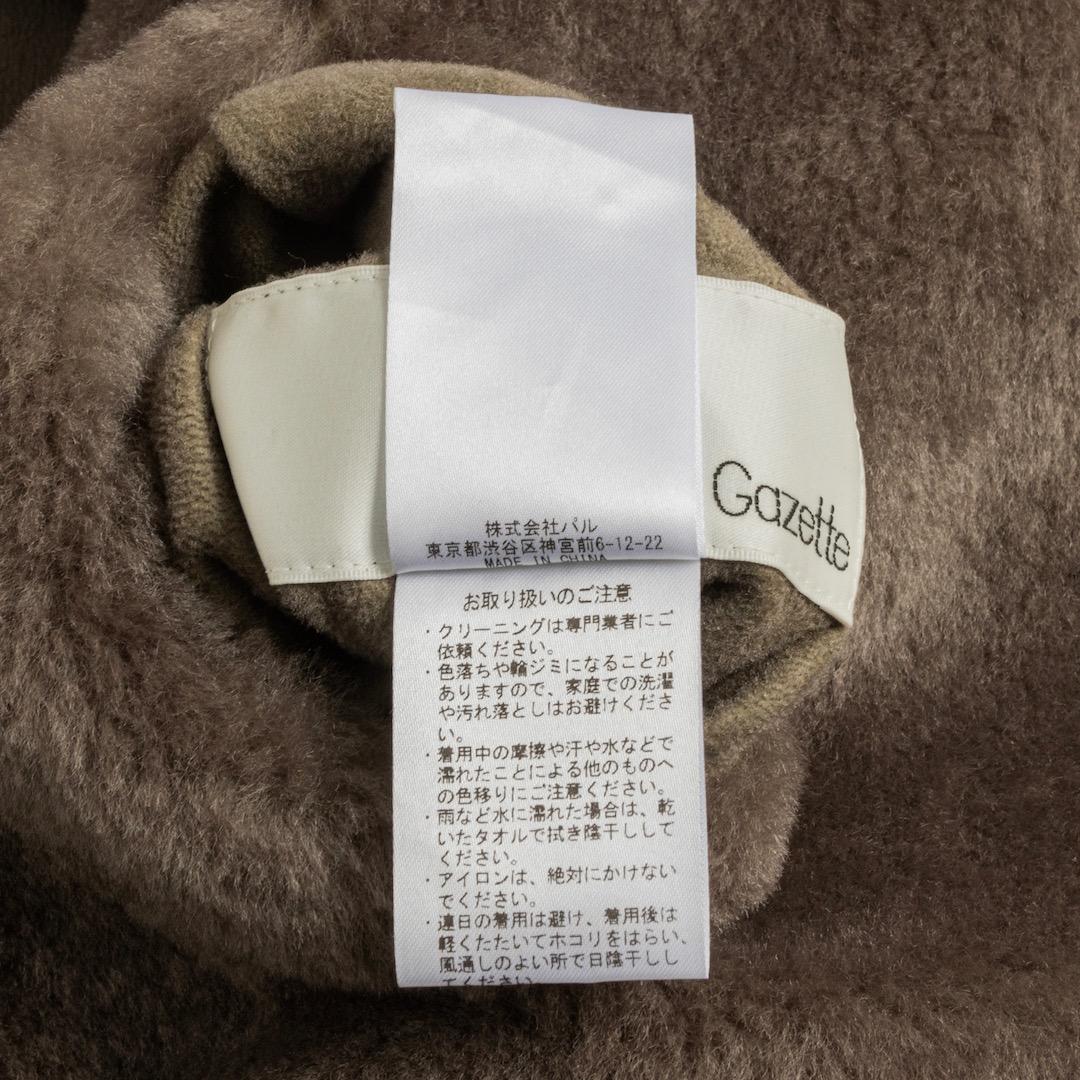 Gazette
株式会社パル
東京都渋谷区神宮前6-12-22
MADE IN CHINA
お取り扱いのご注意
・クリーニングは専門業者にご
依頼ください。
・色落ちや輪ジミになることが
ありますので、家庭での洗濯
や汚れ落としはお避けくださ
い。
・着用中の摩擦や汗や水などで
濡れたことによる他のものへ
の色移りにご注意ください。
・雨など水に濡れた場合は、乾
いたタオルで拭き陰干しして
ください。
・アイロンは、絶対にかけない
でください。
・連日の着用は避け、着用後は
軽くたたいてホコリをはらい、
風通しのよい所で日陰干しし
てください